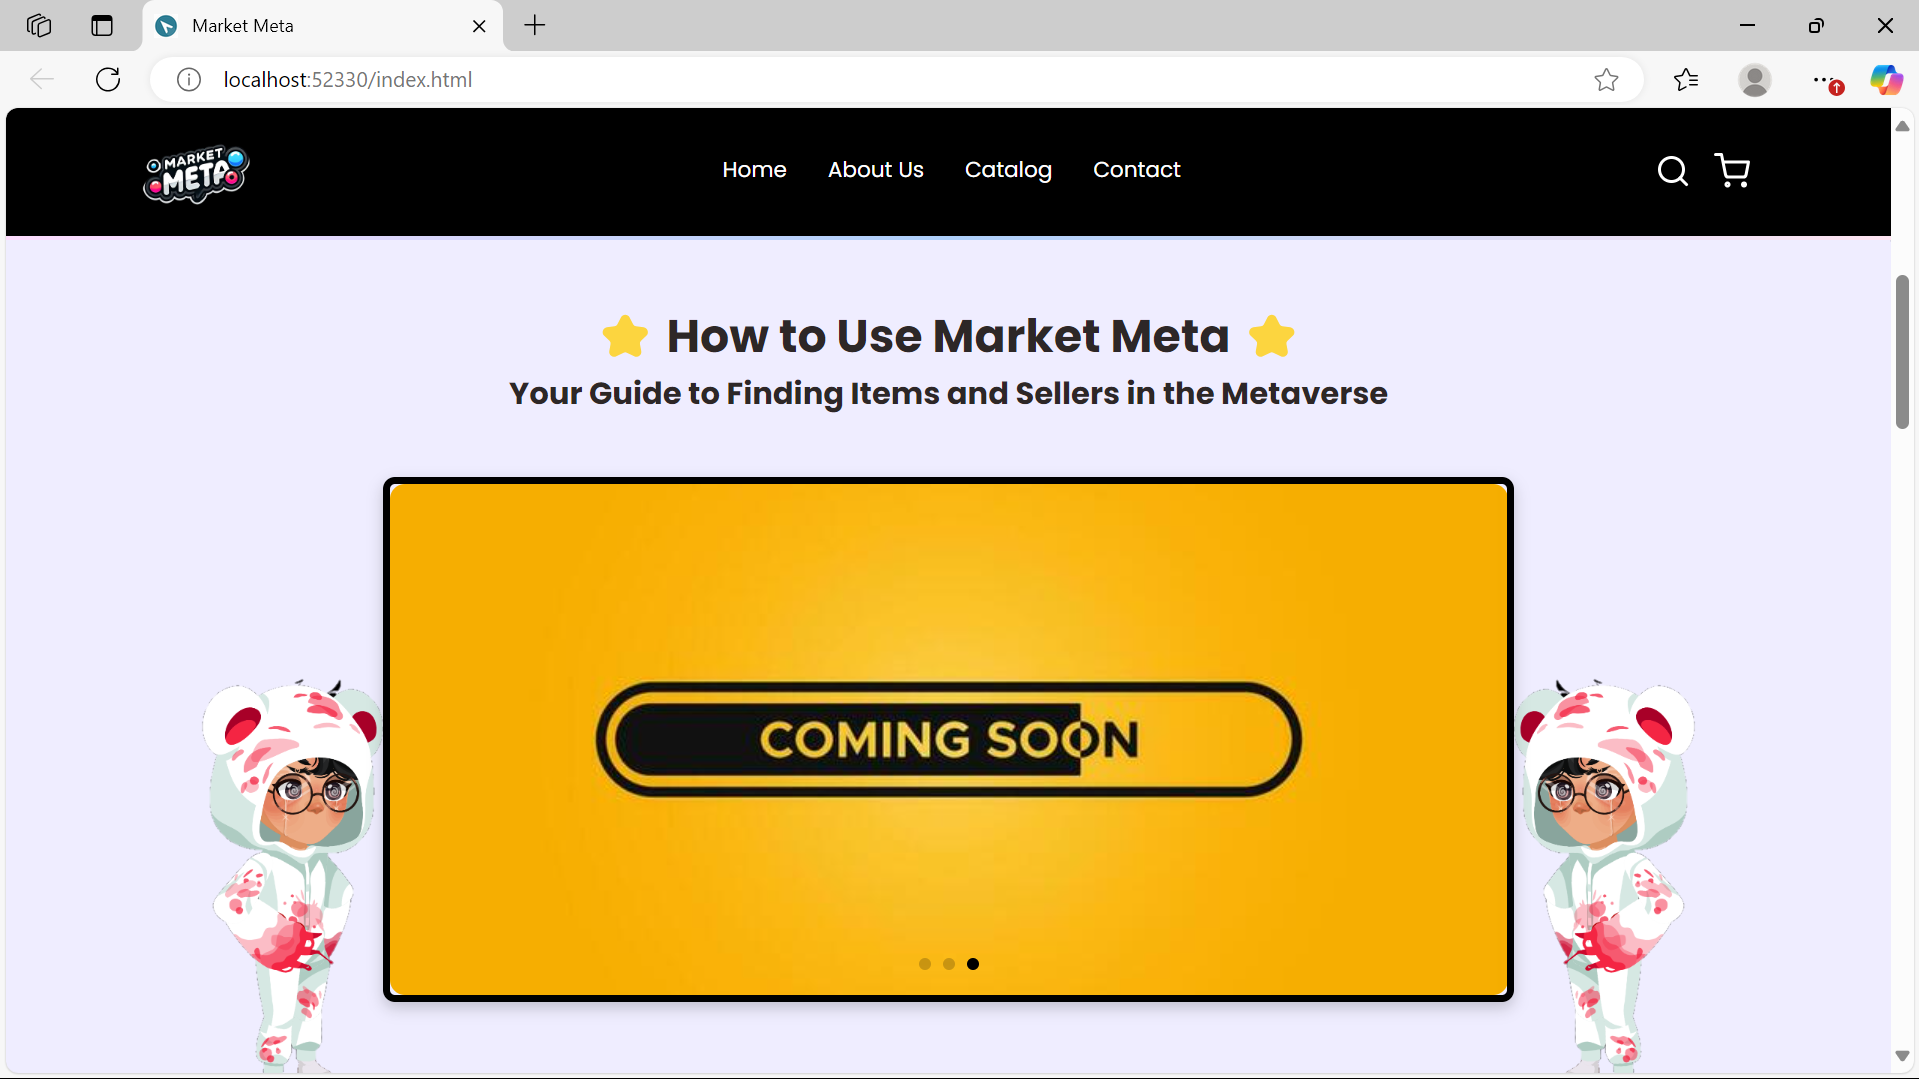 Market Meta
localhost:52330/index.html
MARKET
META
Home About Us Catalog Contact
How to Use Market Meta
Your Guide to Finding Items and Sellers in the Metaverse
COMING SOON